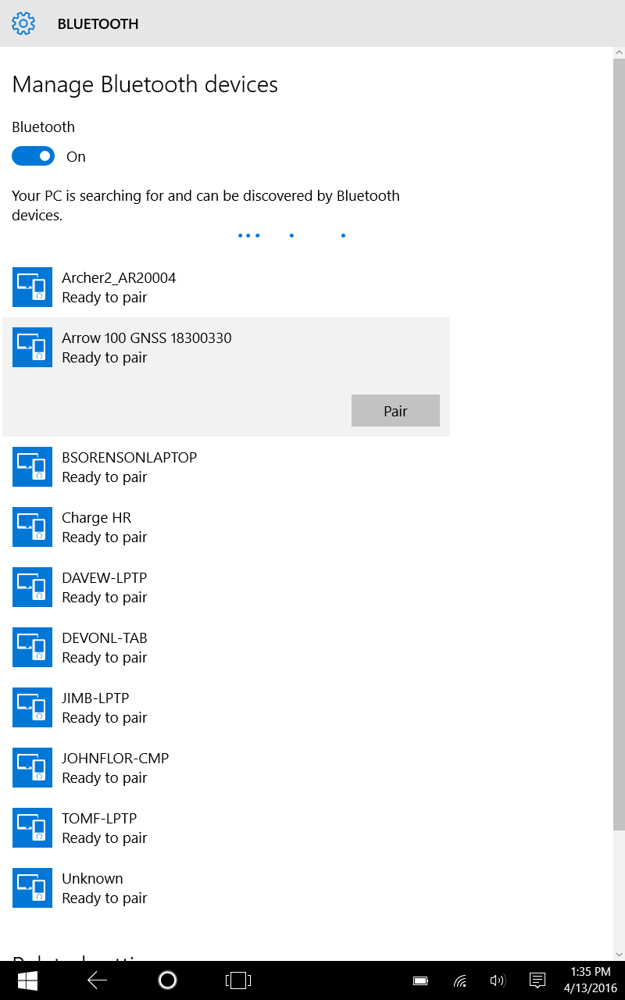 BLUETOOTH
Manage Bluetooth devices
Bluetooth
On
Your PC is searching for and can be discovered by Bluetooth
devices.
Archer2_AR20004
Ready to pair
Arrow 100 GNSS 18300330
Ready to pair
Pair
BSORENSONLAPTOP
Ready to pair
Charge HR
Ready to pair
DAVEW-LPTP
Ready to pair
DEVONL-TAB
Ready to pair
JIMB-LPTP
Ready to pair
JOHNFLOR-CMP
Ready to pair
TOMF-LPTP
Ready to pair
Unknown
Ready to pair
1:35 PM
4/13/2016